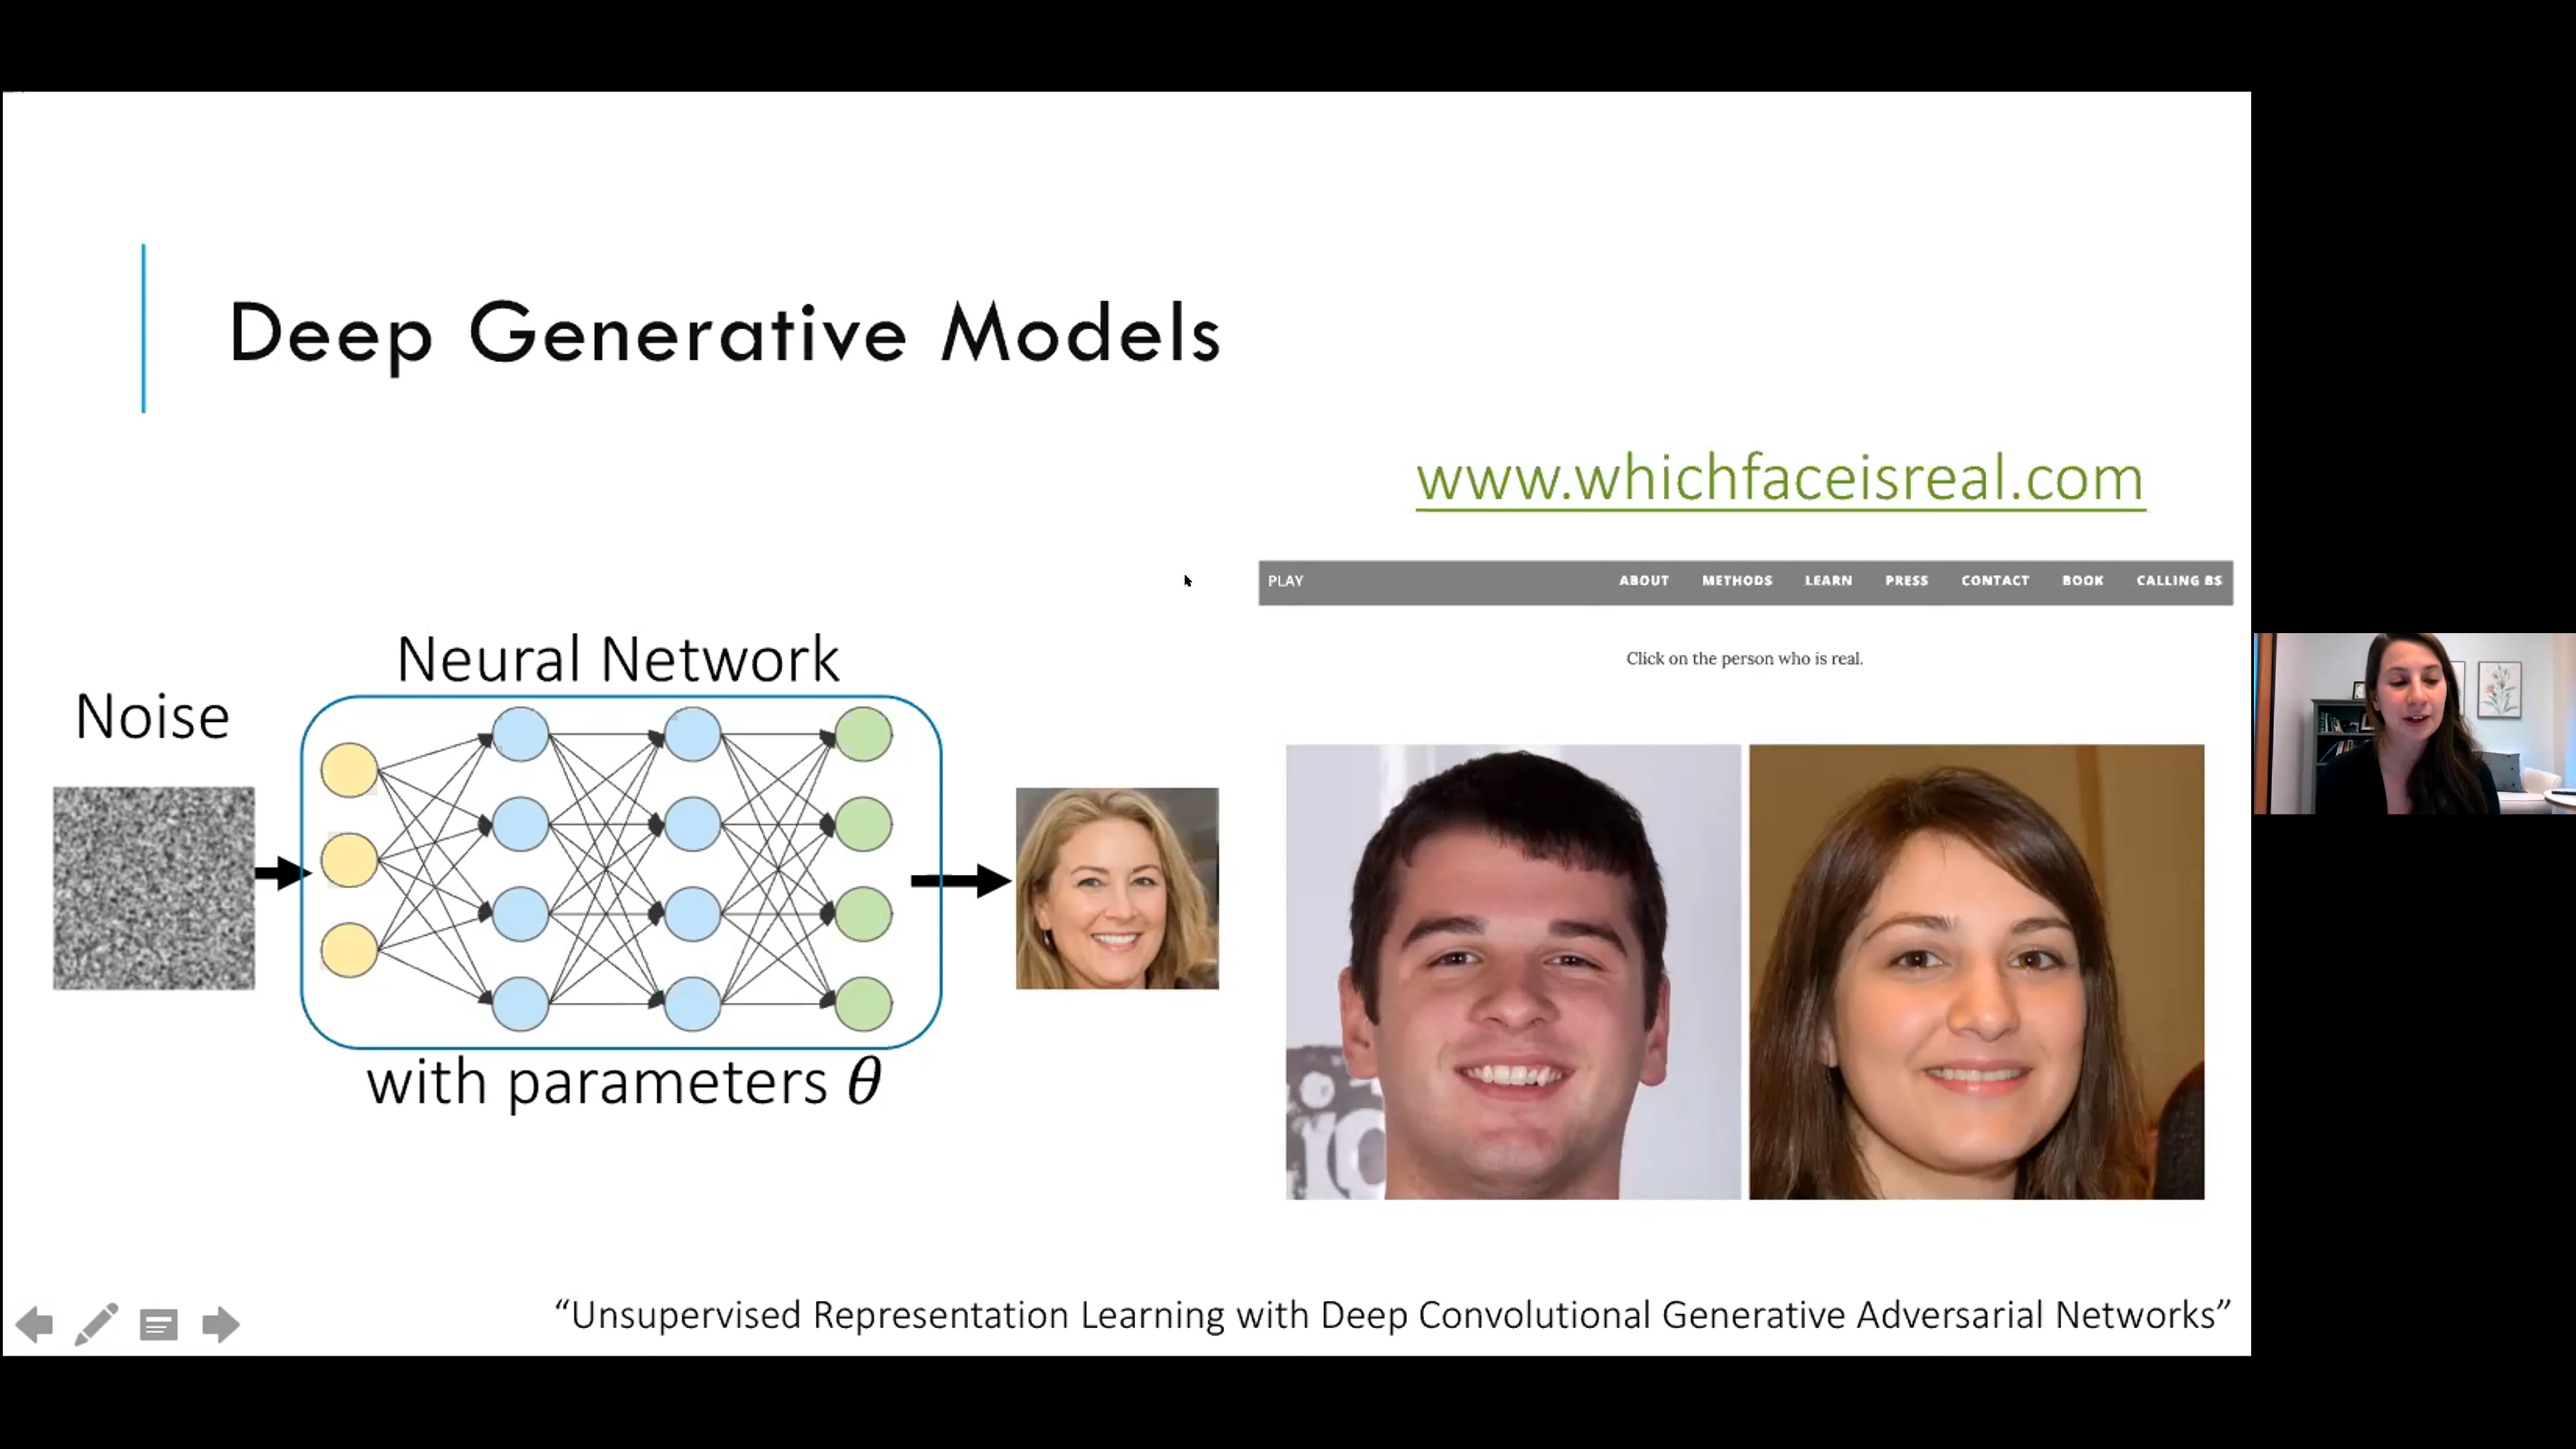 Deep Generative Models
www.whichfaceisreal.com
PLAY ABOUT METHODS LEARN PRESS CONTACT BOOK CALLING BS
Click on the person who is real.
Neural Network
Noise
with parameters θ
“Unsupervised Representation Learning with Deep Convolutional Generative Adversarial Networks”